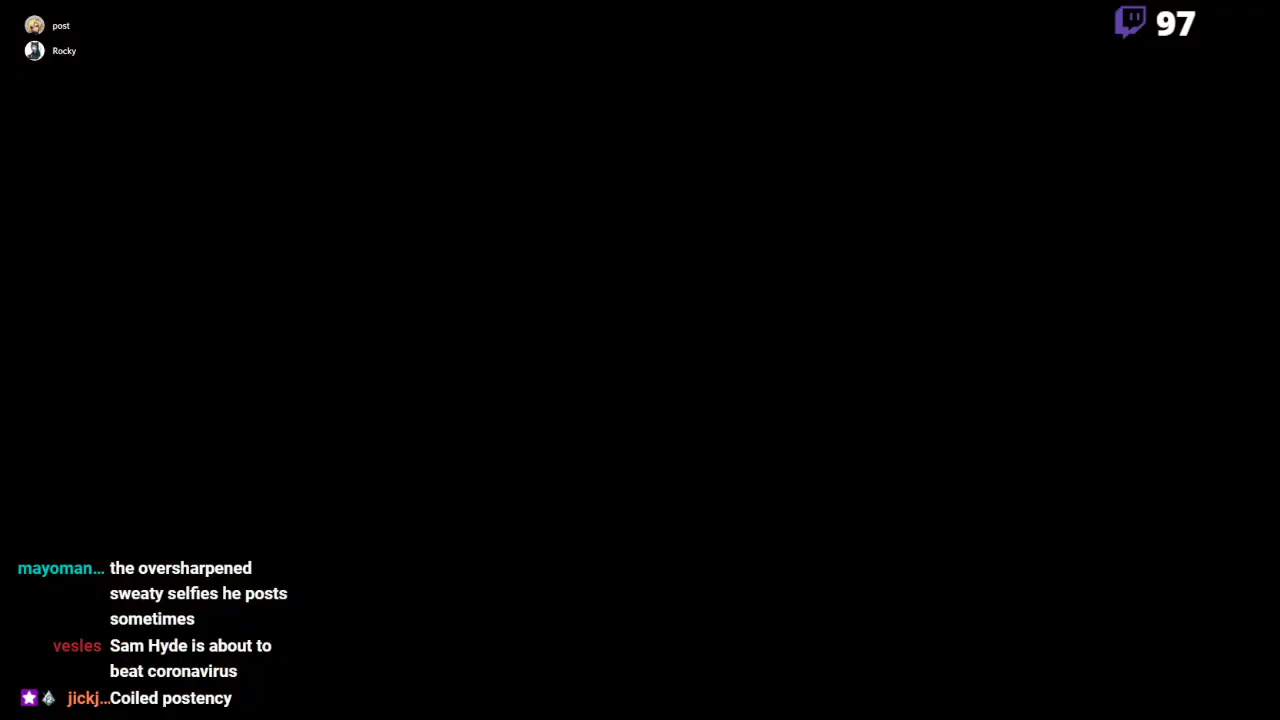 post
97
Rocky
mayoman... the oversharpened
sweaty selfies he posts
sometimes
vesles Sam Hyde is about to
beat coronavirus
jickj...Coiled postency